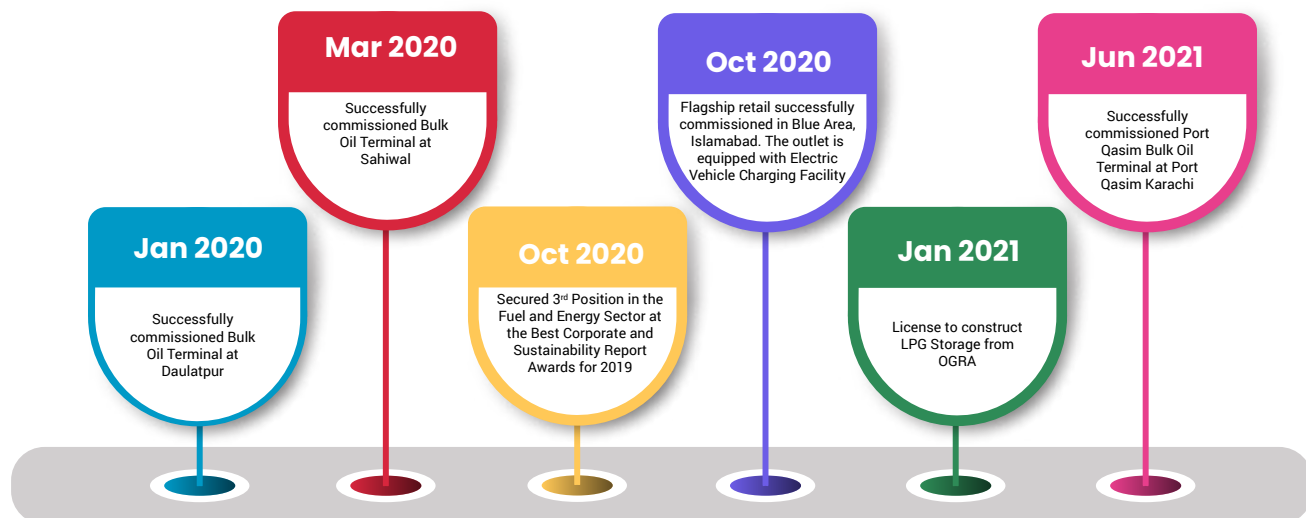 Jan 2020
Successfully
commissioned Bulk
Oil Terminal at
Daulatpur
Mar 2020
Successfully
commissioned Bulk
Oil Terminal at
Sahiwal
Oct 2020
Secured 3rd Position in the
Fuel and Energy Sector at
the Best Corporate and
Sustainability Report
Awards for 2019
Oct 2020
Flagship retail successfully
commissioned in Blue Area,
Islamabad. The outlet is
equipped with Electric
Vehicle Charging Facility
Jan 2021
License to construct
LPG Storage from
OGRA
Jun 2021
Successfully
commissioned Port
Qasim Bulk Oil
Terminal at Port
Qasim Karachi